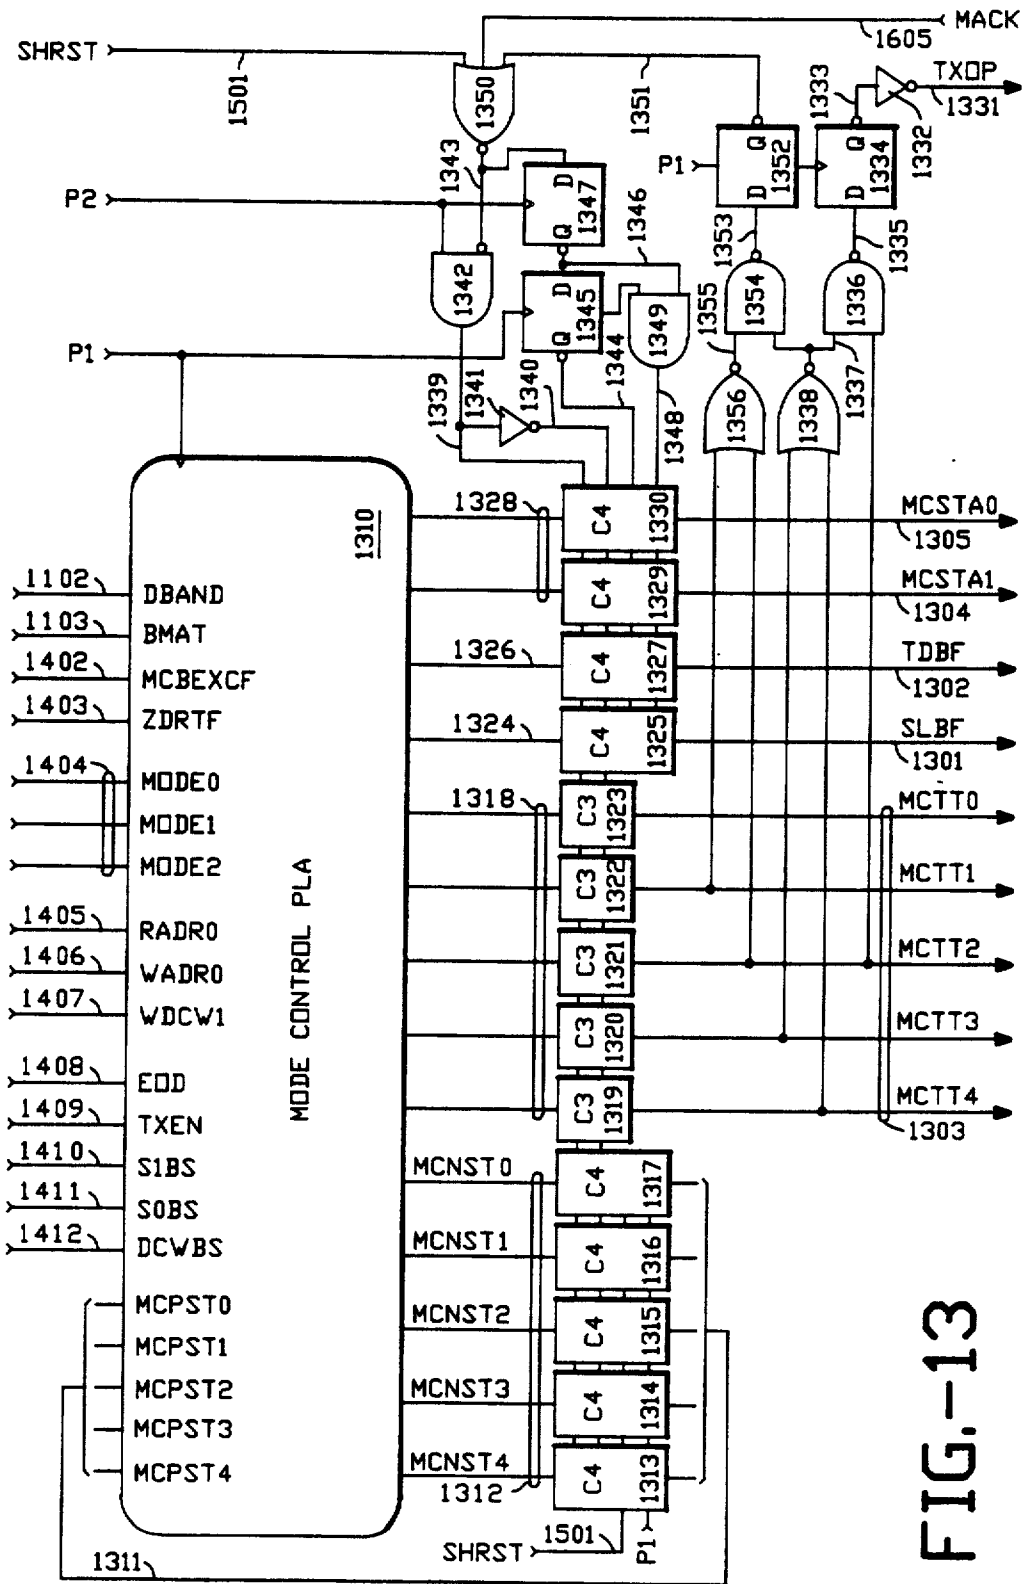 SHRST
1501
MACK
1605
1350
1351
1343
P2
D
1347
Q
1346
1342
P1
D
1345
Q
1344
1349
1348
1339
1341
1340
P1
Q
1352
D
Q
1334
D
1333
1332
TXOP
1331
1353
1335
1354
1336
1355
1337
1356
1338
1310
MODE CONTROL PLA
1102
DBAND
1103
BMAT
1402
MCBEXCF
1403
ZDRTF
1404
MODE0
MODE1
MODE2
1405
RADR0
1406
WADR0
1407
WDCW1
1408
EOD
1409
TXEN
1410
S1BS
1411
S0BS
1412
DCWBS
MCPST0
MCPST1
MCPST2
MCPST3
MCPST4
1311
1328
C4
1330
MCSTA0
1305
C4
1329
MCSTA1
1304
1326
C4
1327
TDBF
1302
1324
C4
1325
SLBF
1301
1318
C3
1323
MCTT0
C3
1322
MCTT1
C3
1321
MCTT2
C3
1320
MCTT3
C3
1319
MCTT4
1303
MCNST0
C4
1317
MCNST1
C4
1316
MCNST2
C4
1315
MCNST3
C4
1314
MCNST4
1312
C4
1313
SHRST
1501
P1
FIG.-13